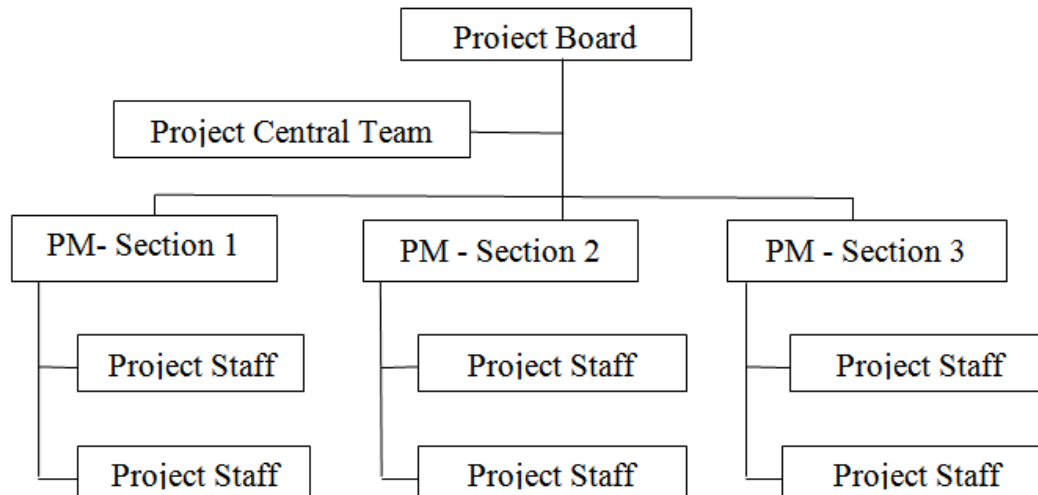 Project Board
Project Central Team
PM- Section 1
PM - Section 2
PM - Section 3
Project Staff
Project Staff
Project Staff
Project Staff
Project Staff
Project Staff